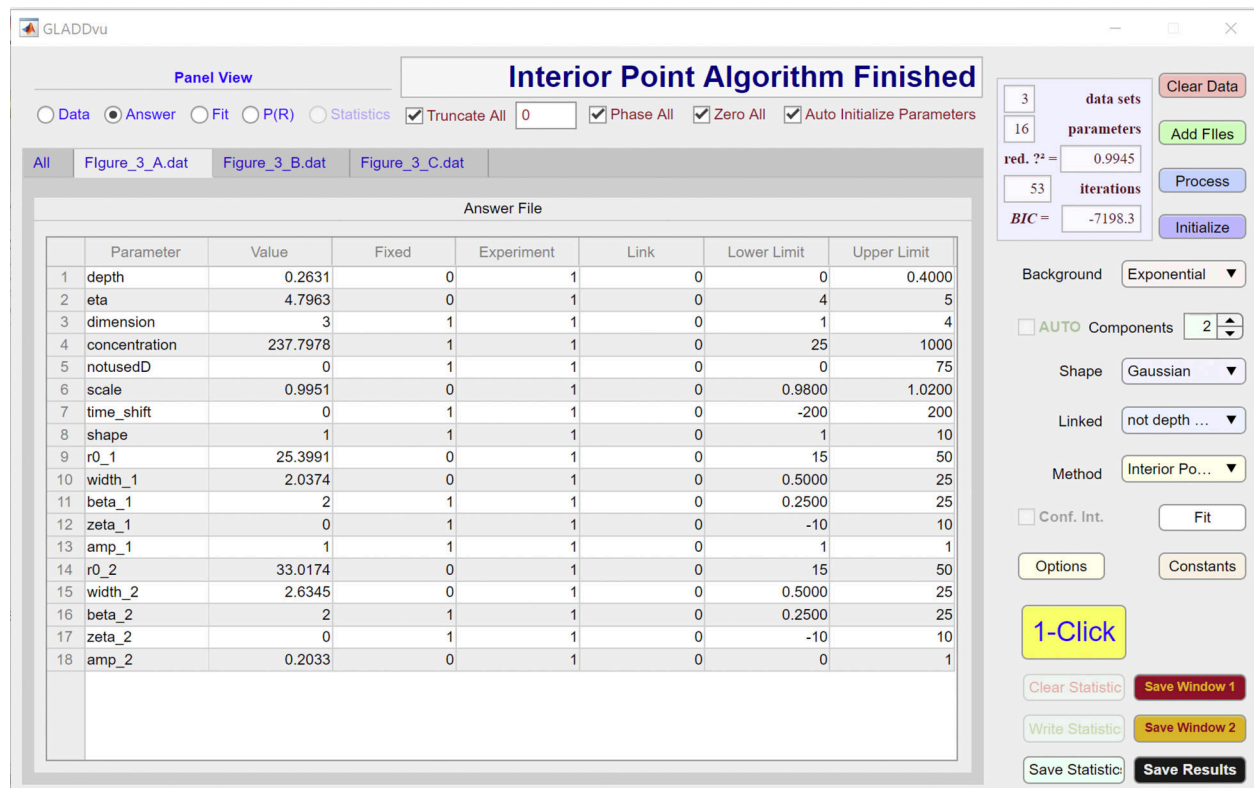 GLADDvu
Panel View
Interior Point Algorithm Finished
Data Answer Fit P(R) Statistics Truncate All 0 Phase All Zero All Auto Initialize Parameters
All FIgure_3_A.dat Figure_3_B.dat Figure_3_C.dat
Answer File
Parameter Value Fixed Experiment Link Lower Limit Upper Limit
1 depth 0.2631 0 1 0 0 0.4000
2 eta 4.7963 0 1 0 4 5
3 dimension 3 1 1 0 1 4
4 concentration 237.7978 1 1 0 25 1000
5 notusedD 0 1 1 0 0 75
6 scale 0.9951 0 1 0 0.9800 1.0200
7 time_shift 0 1 1 0 -200 200
8 shape 1 1 1 0 1 10
9 r0_1 25.3991 0 1 0 15 50
10 width_1 2.0374 0 1 0 0.5000 25
11 beta_1 2 1 1 0 0.2500 25
12 zeta_1 0 1 1 0 -10 10
13 amp_1 1 1 1 0 1 1
14 r0_2 33.0174 0 1 0 15 50
15 width_2 2.6345 0 1 0 0.5000 25
16 beta_2 2 1 1 0 0.2500 25
17 zeta_2 0 1 1 0 -10 10
18 amp_2 0.2033 0 1 0 0 1
3 data sets
16 parameters
red. ?² = 0.9945
53 iterations
BIC = -7198.3
Clear Data
Add FIles
Process
Initialize
Background Exponential
AUTO Components 2
Shape Gaussian
Linked not depth ...
Method Interior Po...
Conf. Int. Fit
Options Constants
1-Click
Clear Statistic Save Window 1
Write Statistic Save Window 2
Save Statistic Save Results